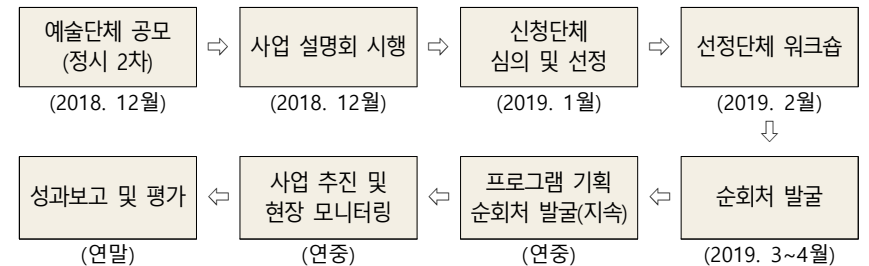 예술단체 공모
(정시 2차)
⇨
사업 설명회 시행
⇨
신청단체
심의 및 선정
⇨
선정단체 워크숍
(2018. 12월)
(2018. 12월)
(2019. 1월)
(2019. 2월)
⇩
순회처 발굴
⇦
프로그램 기획
순회처 발굴(지속)
⇦
사업 추진 및
현장 모니터링
⇦
성과보고 및 평가
(2019. 3~4월)
(연중)
(연중)
(연말)